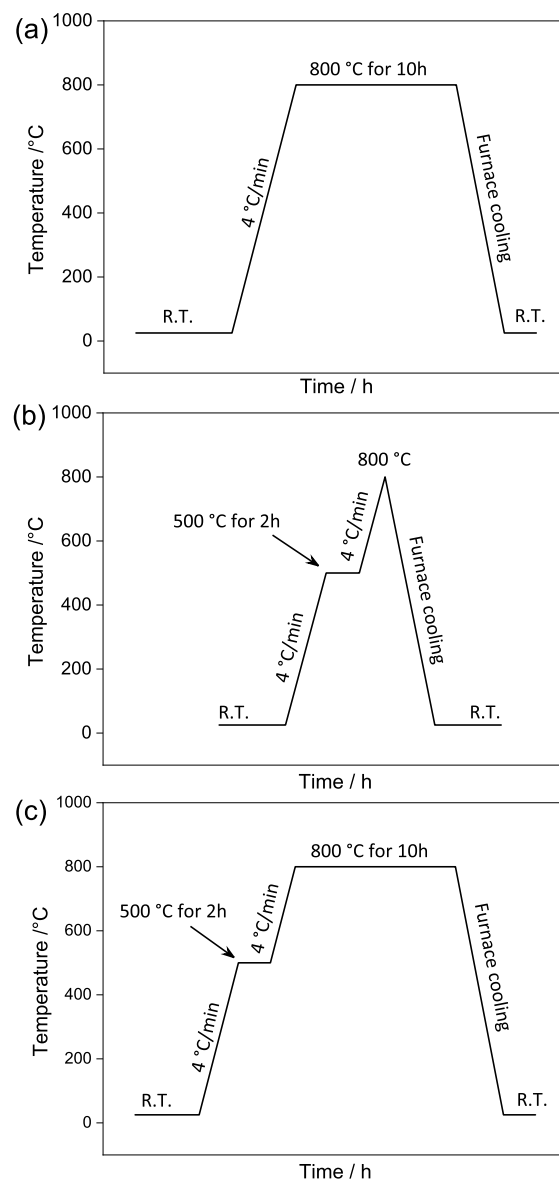 (a)
1000
800
600
400
200
0
Temperature /°C
800 °C for 10h
4 °C/min
Furnace cooling
R.T.
R.T.
Time / h
(b)
1000
800
600
400
200
0
Temperature /°C
800 °C
500 °C for 2h
4 °C/min
4 °C/min
Furnace cooling
R.T.
R.T.
Time / h
(c)
1000
800
600
400
200
0
Temperature /°C
800 °C for 10h
500 °C for 2h
4 °C/min
4 °C/min
Furnace cooling
R.T.
R.T.
Time / h